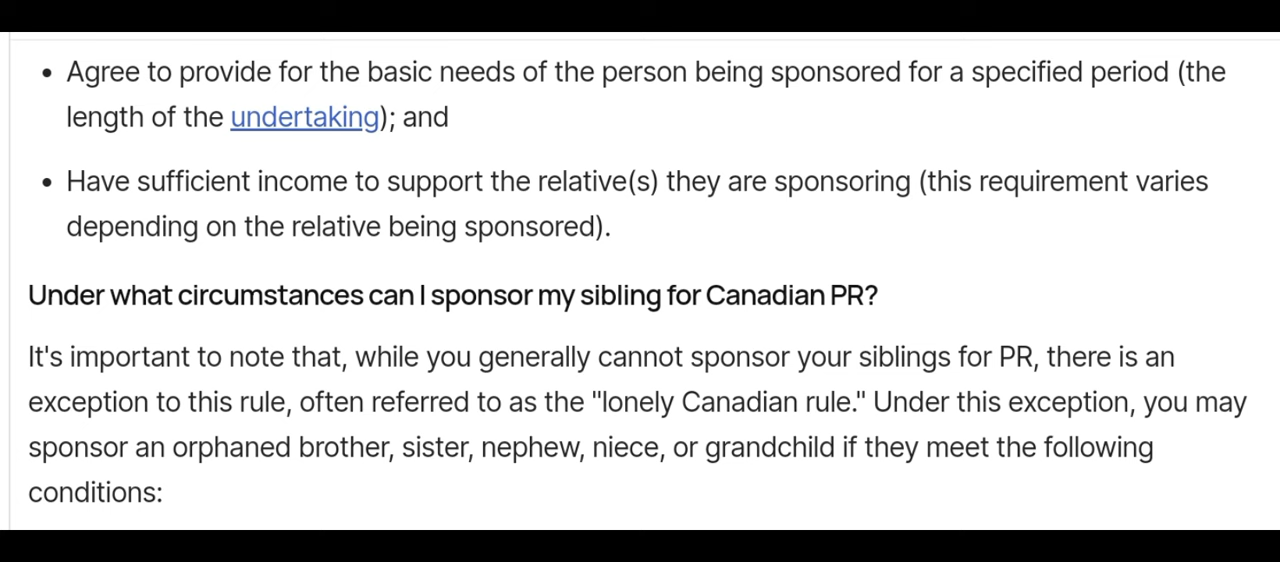 • Agree to provide for the basic needs of the person being sponsored for a specified period (the
length of the undertaking); and
• Have sufficient income to support the relative(s) they are sponsoring (this requirement varies
depending on the relative being sponsored).
Under what circumstances can I sponsor my sibling for Canadian PR?
It's important to note that, while you generally cannot sponsor your siblings for PR, there is an
exception to this rule, often referred to as the "lonely Canadian rule." Under this exception, you may
sponsor an orphaned brother, sister, nephew, niece, or grandchild if they meet the following
conditions: